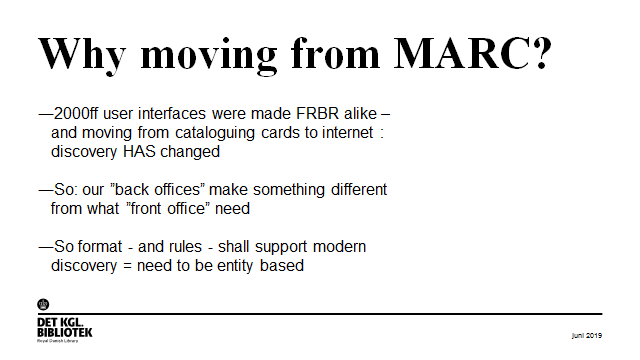 Why moving from MARC?
—2000ff user interfaces were made FRBR alike –
and moving from cataloguing cards to internet :
discovery HAS changed
—So: our ”back offices” make something different
from what ”front office” need
—So format - and rules - shall support modern
discovery = need to be entity based
DET KGL.
BIBLIOTEK
Royal Danish Library
juni 2019